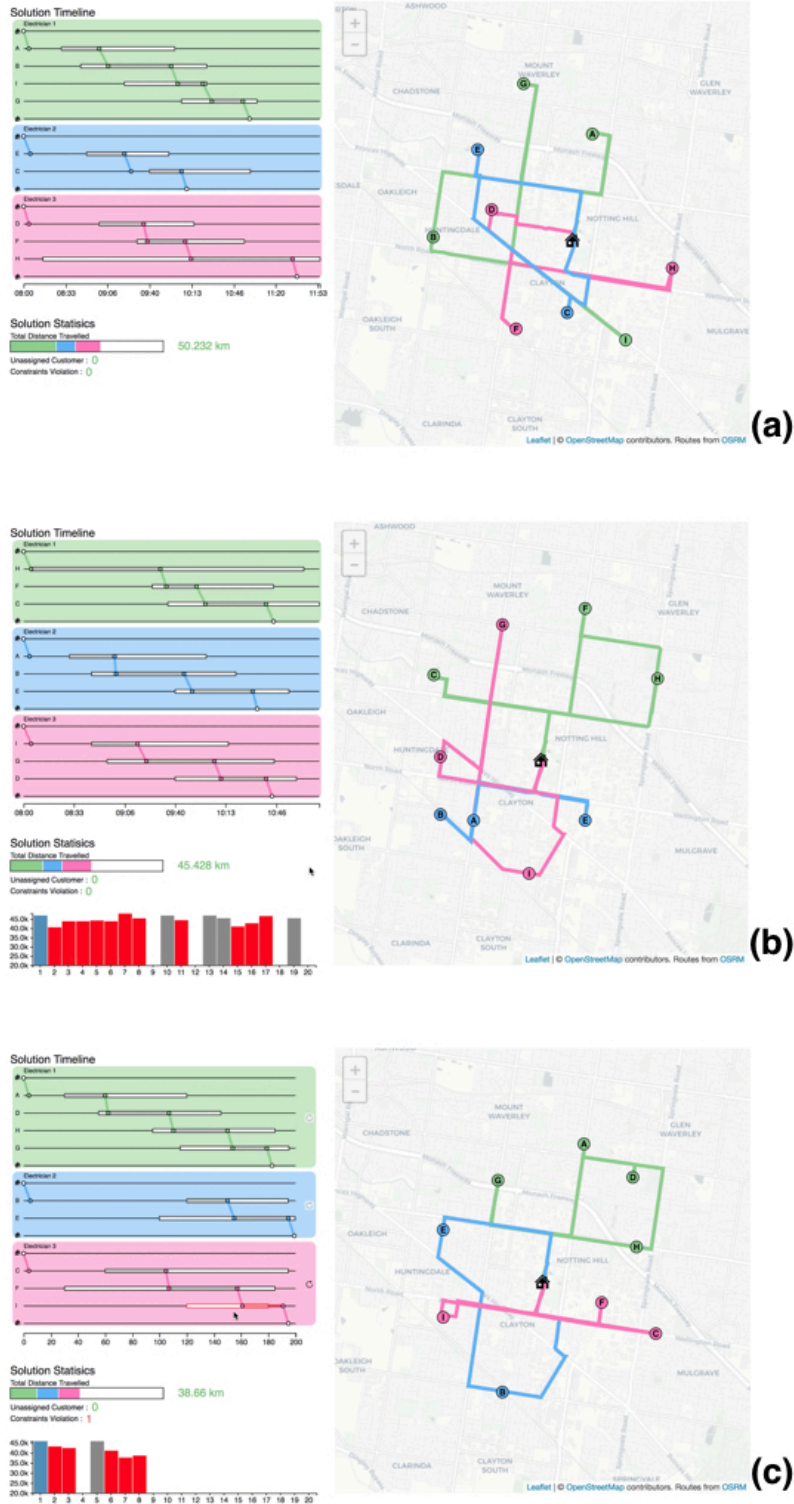 Solution Timeline
Electrician 1
A
B
I
G
Electrician 2
E
C
Electrician 3
D
F
H
08:00 08:33 09:06 09:40 10:13 10:46 11:20 11:53
Solution Statisics
Total Distance Travelled
50.232 km
Unassigned Customer : 0
Constraints Violation : 0
+
−
ASHWOOD
MOUNT WAVERLEY
CHADSTONE
GLEN WAVERLEY
OAKLEIGH
NOTTING HILL
HUNTINGDALE
CLAYTON
OAKLEIGH SOUTH
MULGRAVE
CLARINDA
CLAYTON SOUTH
G
A
E
D
B
H
C
F
I
Leaflet | © OpenStreetMap contributors. Routes from OSRM
(a)
Solution Timeline
Electrician 1
H
F
C
Electrician 2
A
B
E
Electrician 3
I
G
D
08:00 08:33 09:06 09:40 10:13 10:46
Solution Statisics
Total Distance Travelled
45.428 km
Unassigned Customer : 0
Constraints Violation : 0
45.0k
40.0k
35.0k
30.0k
25.0k
20.0k
1 2 3 4 5 6 7 8 9 10 11 12 13 14 15 16 17 18 19 20
+
−
ASHWOOD
MOUNT WAVERLEY
CHADSTONE
GLEN WAVERLEY
OAKLEIGH
NOTTING HILL
CLAYTON
MULGRAVE
CLARINDA
CLAYTON SOUTH
F
G
C
H
D
B
A
E
I
Leaflet | © OpenStreetMap contributors. Routes from OSRM
(b)
Solution Timeline
Electrician 1
A
D
H
G
Electrician 2
B
E
Electrician 3
C
F
I
0 20 40 60 80 100 120 140 160 180 200
Solution Statisics
Total Distance Travelled
38.66 km
Unassigned Customer : 0
Constraints Violation : 1
45.0k
40.0k
35.0k
30.0k
25.0k
20.0k
1 2 3 4 5 6 7 8 9 10 11 12 13 14 15 16 17 18 19 20
+
−
MOUNT WAVERLEY
CHADSTONE
GLEN WAVERLEY
OAKLEIGH
NOTTING HILL
HUNTINGDALE
CLAYTON
MULGRAVE
CLARINDA
CLAYTON SOUTH
A
D
G
E
H
F
I
C
B
Leaflet | © OpenStreetMap contributors. Routes from OSRM
(c)